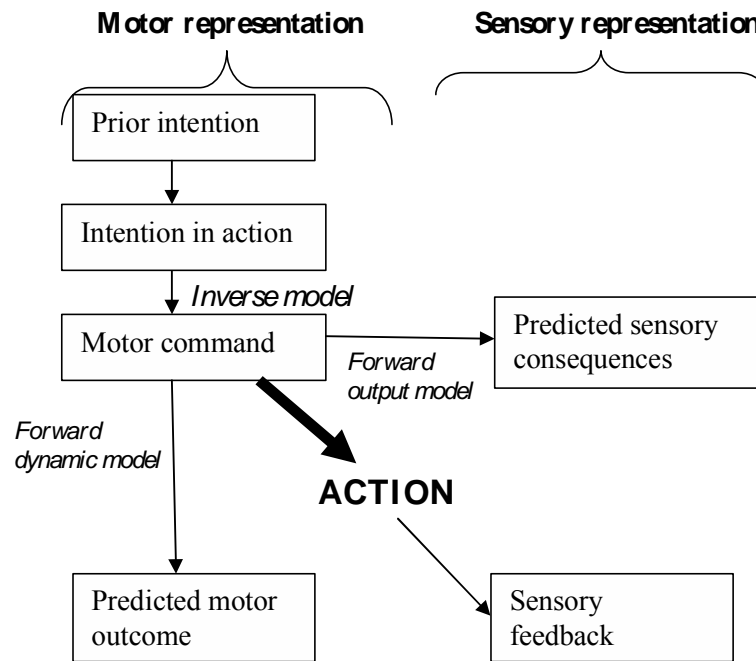 Motor representation
Sensory representation
Prior intention
Intention in action
Inverse model
Motor command
Predicted sensory
consequences
Forward
output model
Forward
dynamic model
ACTION
Predicted motor
outcome
Sensory
feedback